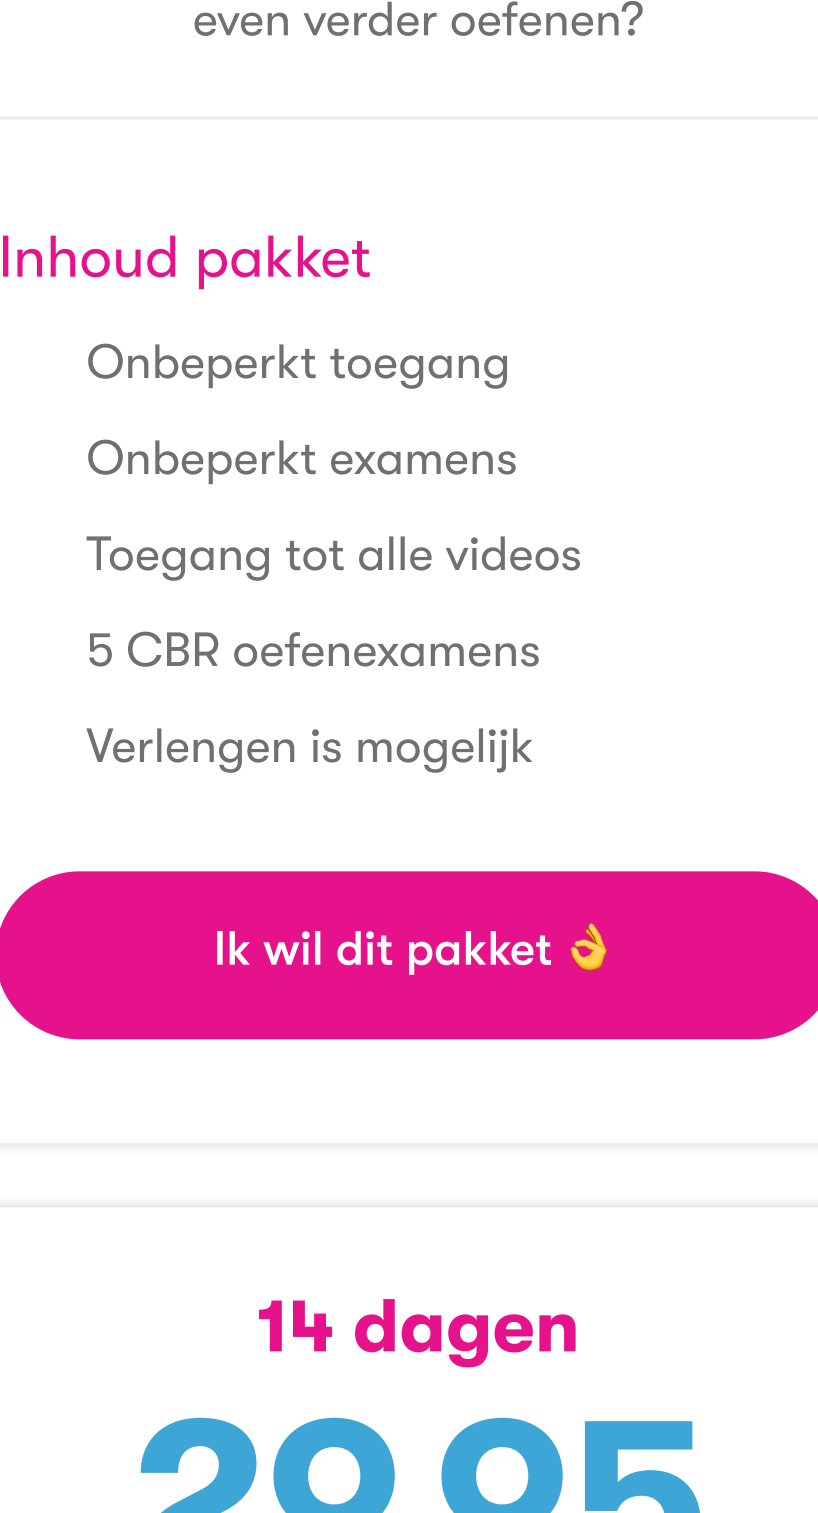 even verder oefenen?
Inhoud pakket
Onbeperkt toegang
Onbeperkt examens
Toegang tot alle videos
5 CBR oefenexamens
Verlengen is mogelijk
Ik wil dit pakket 👌
14 dagen